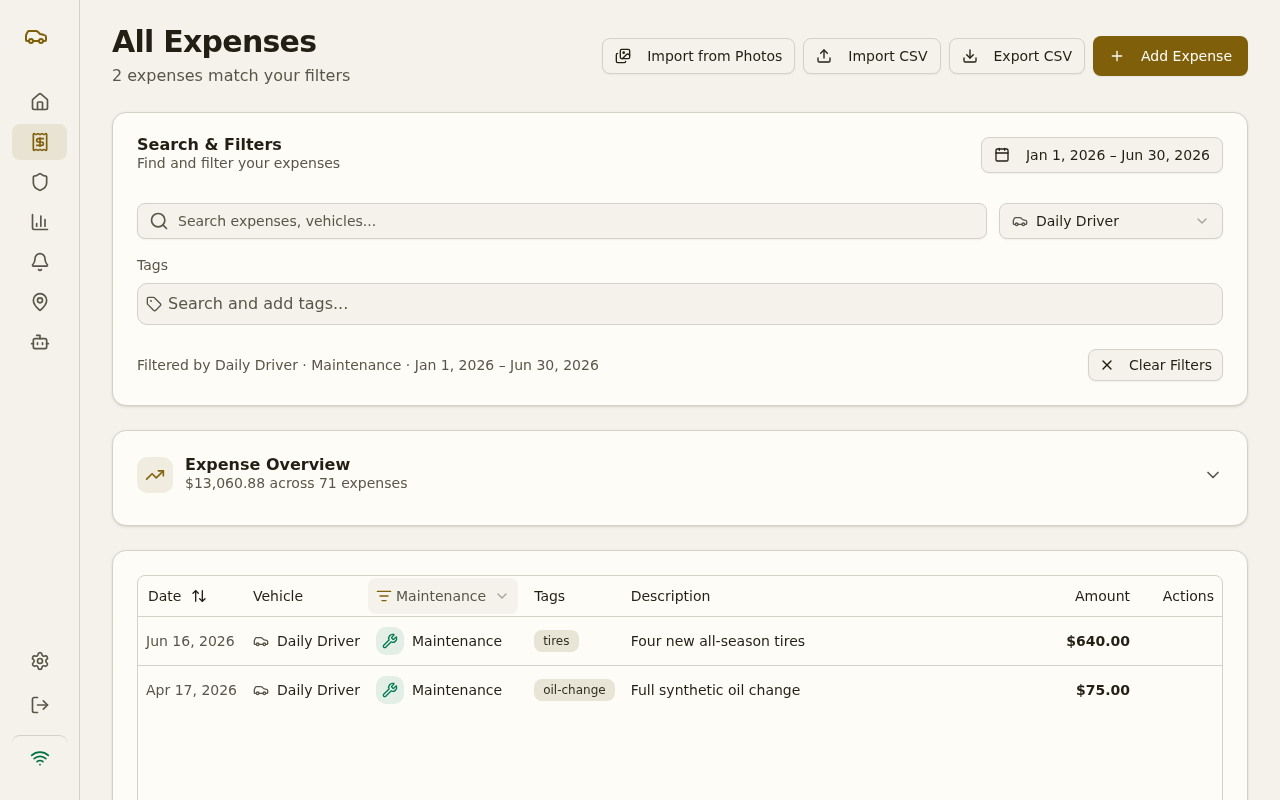 All Expenses
2 expenses match your filters
Import from Photos
Import CSV
Export CSV
Add Expense
Search & Filters
Find and filter your expenses
Jan 1, 2026 – Jun 30, 2026
Search expenses, vehicles...
Daily Driver
Tags
Search and add tags...
Filtered by Daily Driver · Maintenance · Jan 1, 2026 – Jun 30, 2026
Clear Filters
Expense Overview
$13,060.88 across 71 expenses
Date Vehicle Maintenance Tags Description Amount Actions
Jun 16, 2026 Daily Driver Maintenance tires Four new all-season tires $640.00
Apr 17, 2026 Daily Driver Maintenance oil-change Full synthetic oil change $75.00